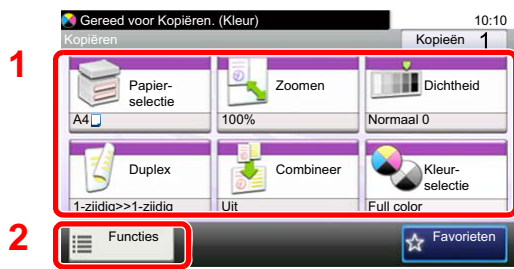 Gereed voor Kopiëren. (Kleur) 10:10
Kopiëren Kopieën 1
1
Papier-
selectie
A4
Zoomen
100%
Dichtheid
Normaal 0
Duplex
1-zijdig>>1-zijdig
Combineer
Uit
Kleur-
selectie
Full color
2
Functies
Favorieten